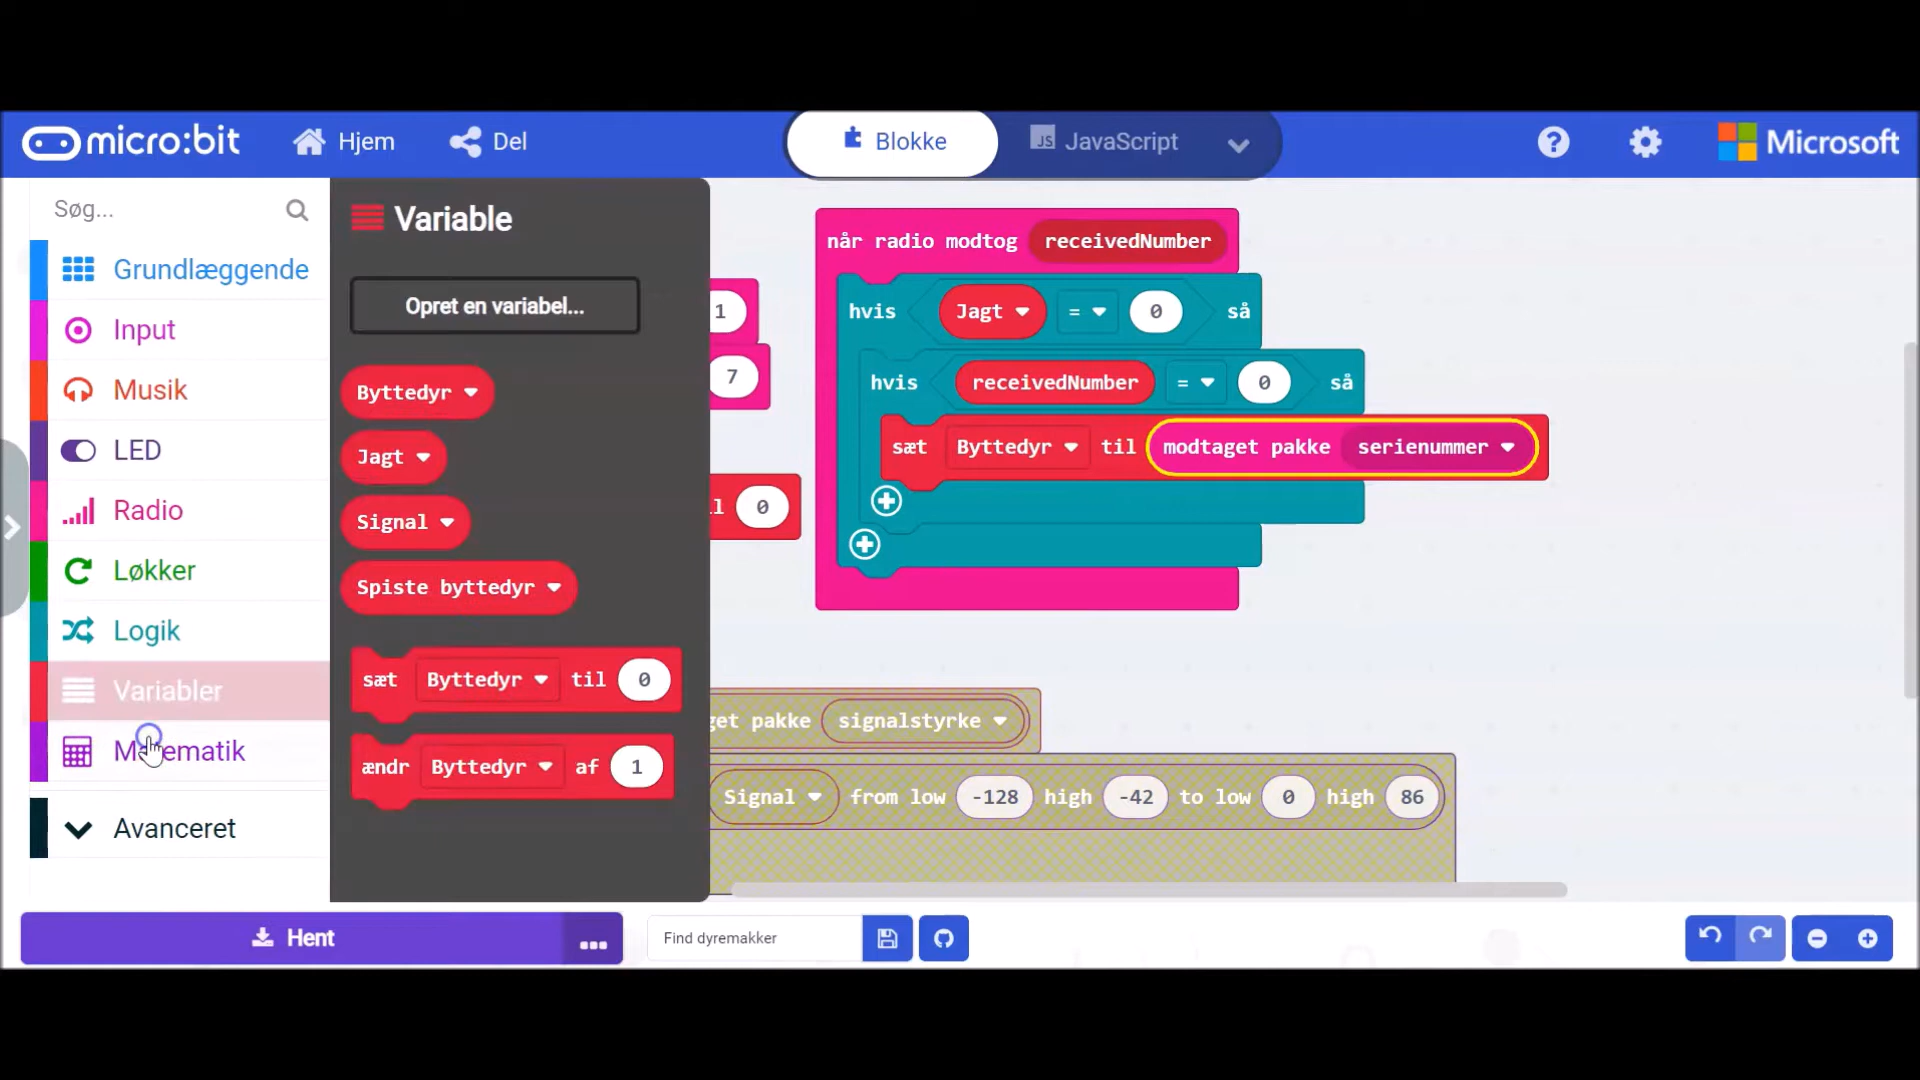 micro:bit
Hjem
Del
Blokke
JS JavaScript
Microsoft
Søg...
Grundlæggende
Input
Musik
LED
Radio
Løkker
Logik
Variabler
Matematik
Avanceret
Variable
Opret en variabel...
Byttedyr
Jagt
Signal
Spiste byttedyr
sæt Byttedyr til 0
ændr Byttedyr af 1
1
7
0
når radio modtog receivedNumber
hvis Jagt = 0 så
hvis receivedNumber = 0 så
sæt Byttedyr til modtaget pakke serienummer
get pakke signalstyrke
Signal from low -128 high -42 to low 0 high 86
Hent
...
Find dyremakker